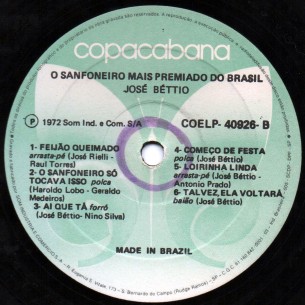 copacabana
O SANFONEIRO MAIS PREMIADO DO BRASIL
JOSÉ BÉTTIO
P 1972 Som Ind. e Com. S/A
COELP- 40926- B
1- FEIJÃO QUEIMADO
arrasta-pé (José Rielli -
Raul Torres)
2- O SANFONEIRO SÓ
TOCAVA ISSO polca
(Haroldo Lobo - Geraldo
Medeiros)
3- AI QUE TÁ forró
(José Béttio- Nino Silva)
4- COMEÇO DE FESTA
polca (José Béttio)
5- LOIRINHA LINDA
arrasta-pé (José Béttio -
Antonio Prado)
6- TALVEZ, ELA VOLTARÁ
baião (José Béttio)
MADE IN BRAZIL